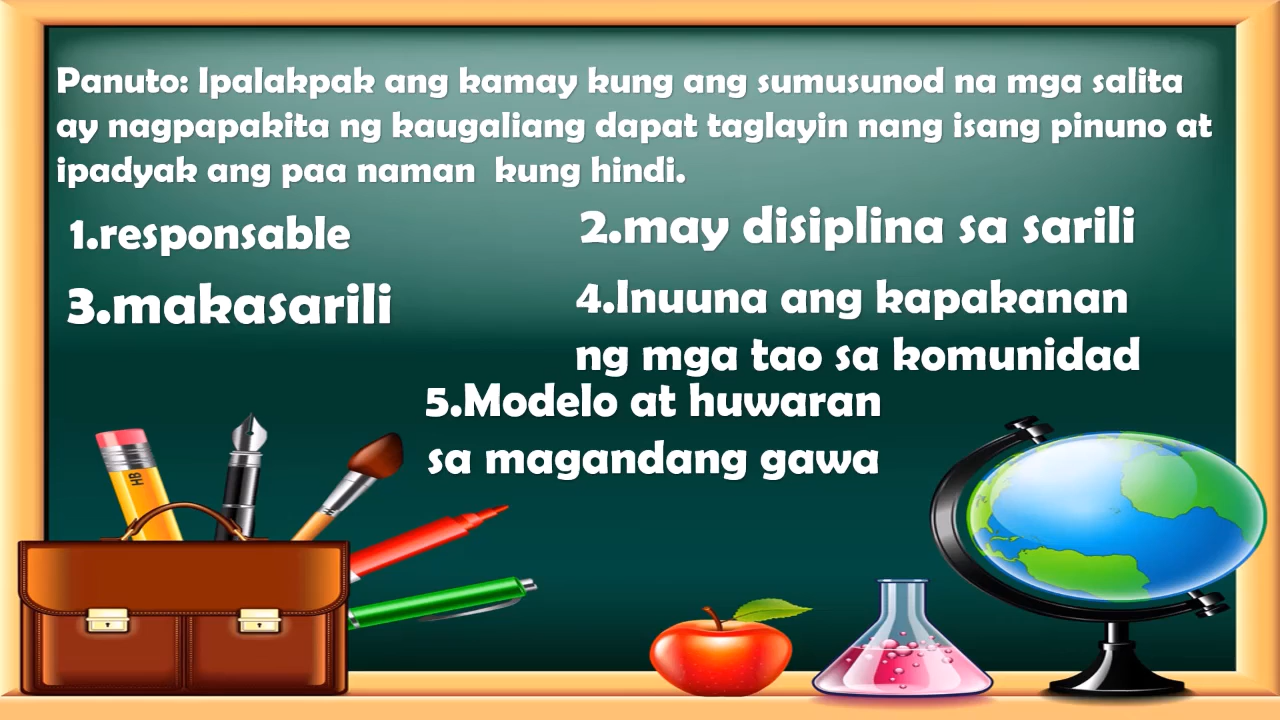 Panuto: Ipalakpak ang kamay kung ang sumusunod na mga salita
ay nagpapakita ng kaugaliang dapat taglayin nang isang pinuno at
ipadyak ang paa naman kung hindi.
1.responsable
2.may disiplina sa sarili
3.makasarili
4.Inuuna ang kapakanan
ng mga tao sa komunidad
5.Modelo at huwaran
sa magandang gawa
HB